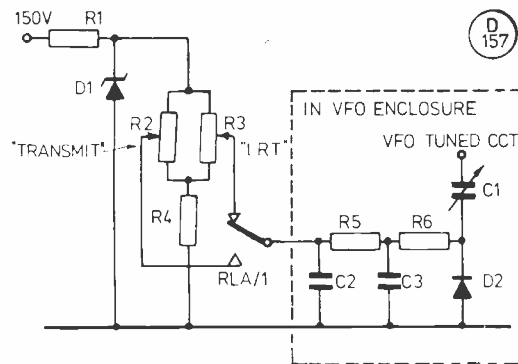 150V
R1
D
157
D1
R2
R3
IN VFO ENCLOSURE
VFO TUNED CCT
"TRANSMIT"
"I RT"
C1
R4
R5
R6
RLA/1
C2
C3
D2